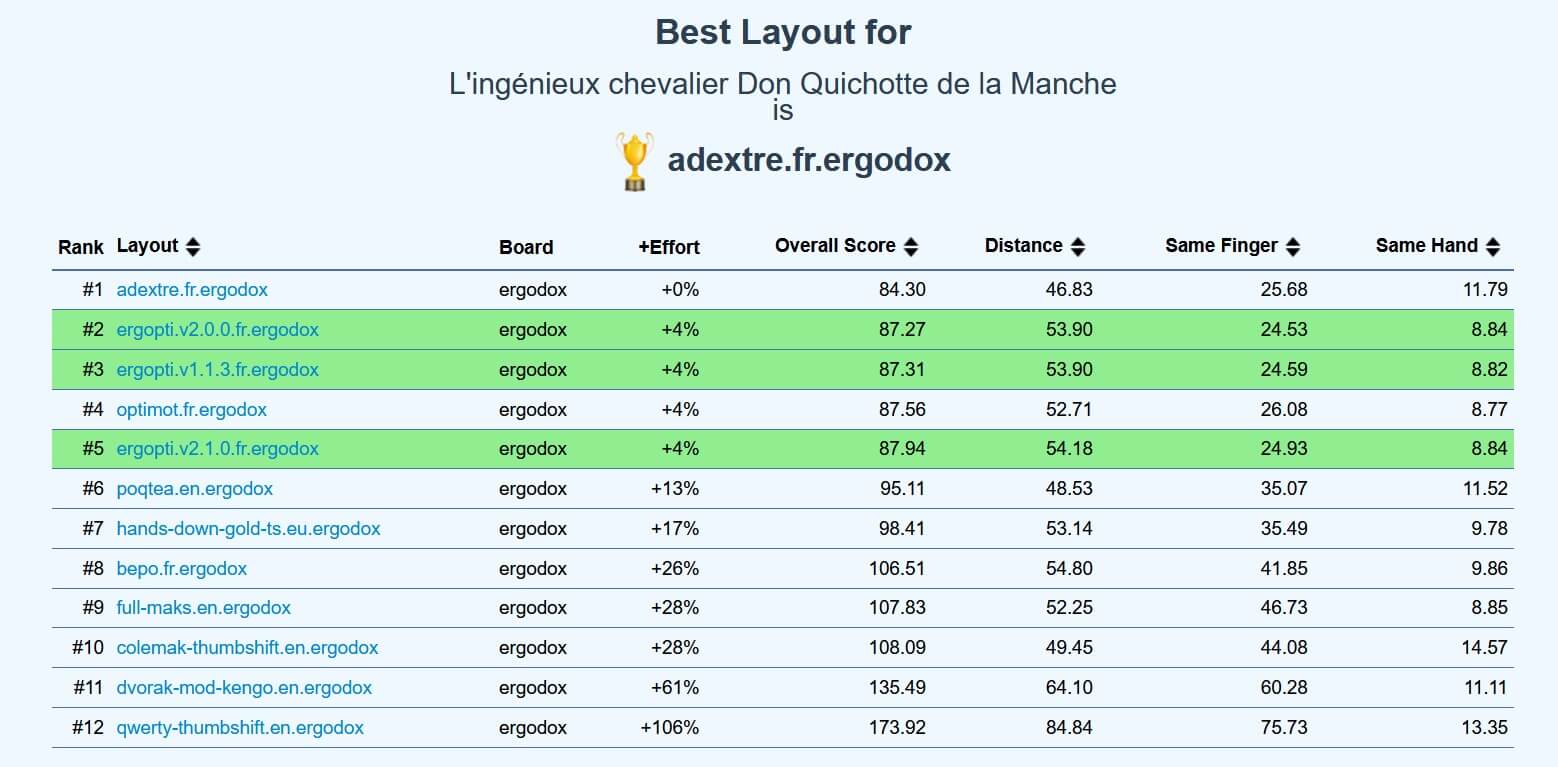 Best Layout for
L'ingénieux chevalier Don Quichotte de la Manche
is
adextre.fr.ergodox
Rank Layout Board +Effort Overall Score Distance Same Finger Same Hand
#1 adextre.fr.ergodox ergodox +0% 84.30 46.83 25.68 11.79
#2 ergopti.v2.0.0.fr.ergodox ergodox +4% 87.27 53.90 24.53 8.84
#3 ergopti.v1.1.3.fr.ergodox ergodox +4% 87.31 53.90 24.59 8.82
#4 optimot.fr.ergodox ergodox +4% 87.56 52.71 26.08 8.77
#5 ergopti.v2.1.0.fr.ergodox ergodox +4% 87.94 54.18 24.93 8.84
#6 poqtea.en.ergodox ergodox +13% 95.11 48.53 35.07 11.52
#7 hands-down-gold-ts.eu.ergodox ergodox +17% 98.41 53.14 35.49 9.78
#8 bepo.fr.ergodox ergodox +26% 106.51 54.80 41.85 9.86
#9 full-maks.en.ergodox ergodox +28% 107.83 52.25 46.73 8.85
#10 colemak-thumbshift.en.ergodox ergodox +28% 108.09 49.45 44.08 14.57
#11 dvorak-mod-kengo.en.ergodox ergodox +61% 135.49 64.10 60.28 11.11
#12 qwerty-thumbshift.en.ergodox ergodox +106% 173.92 84.84 75.73 13.35